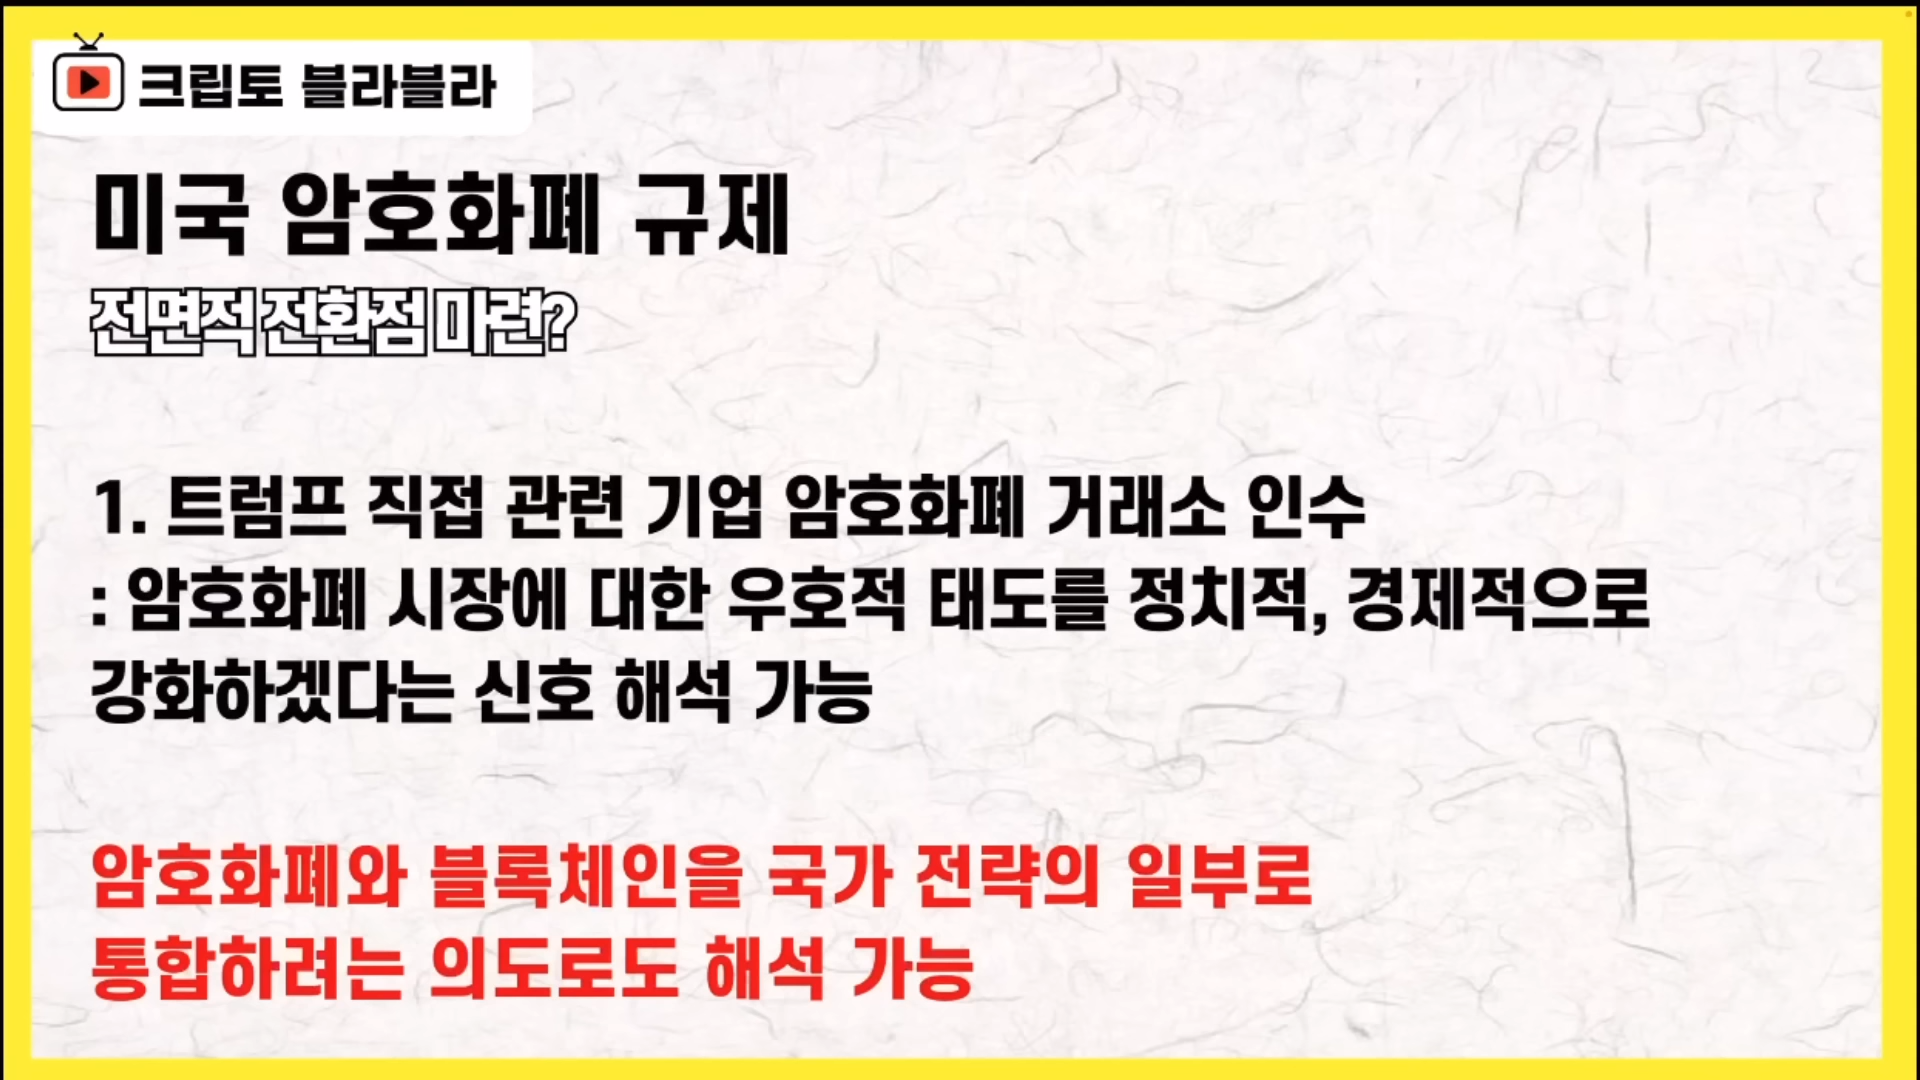 크립토 블라블라
미국 암호화폐 규제
전면적 전환점 마련?
1. 트럼프 직접 관련 기업 암호화폐 거래소 인수
: 암호화폐 시장에 대한 우호적 태도를 정치적, 경제적으로
강화하겠다는 신호 해석 가능
암호화폐와 블록체인을 국가 전략의 일부로
통합하려는 의도로도 해석 가능